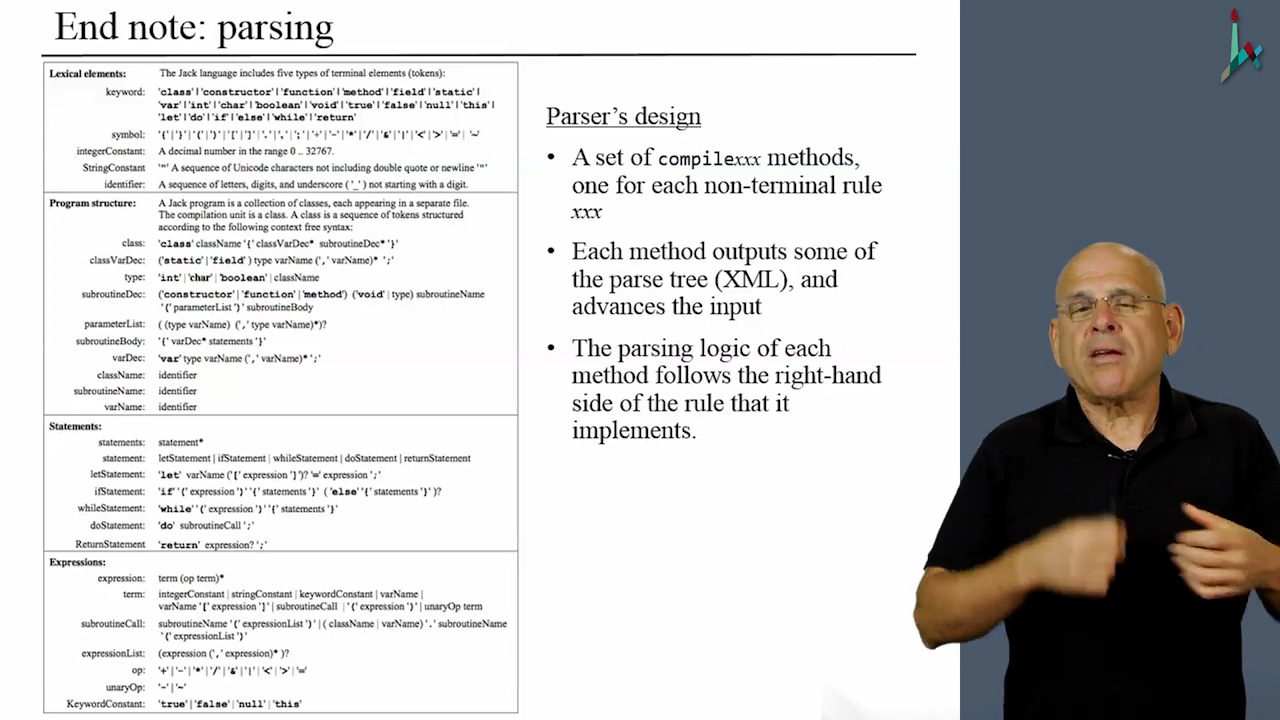 End note: parsing
Lexical elements: The Jack language includes five types of terminal elements (tokens):
keyword: 'class'|'constructor'|'function'|'method'|'field'|'static'|
'var'|'int'|'char'|'boolean'|'void'|'true'|'false'|'null'|'this'|
'let'|'do'|'if'|'else'|'while'|'return'
symbol: '{'|'}'|'('|')'|'['|']'|'.'|','|';'|'+'|'-'|'*'|'/'|'&'|'|'|'<'|'>'|'='|'~'
integerConstant: A decimal number in the range 0 .. 32767.
StringConstant '"' A sequence of Unicode characters not including double quote or newline '"'
identifier: A sequence of letters, digits, and underscore ('_') not starting with a digit.
Program structure: A Jack program is a collection of classes, each appearing in a separate file.
The compilation unit is a class. A class is a sequence of tokens structured
according to the following context free syntax:
class: 'class' className '{' classVarDec* subroutineDec* '}'
classVarDec: ('static'|'field') type varName (',' varName)* ';'
type: 'int'|'char'|'boolean'|className
subroutineDec: ('constructor'|'function'|'method') ('void'|type) subroutineName
'(' parameterList ')' subroutineBody
parameterList: ( (type varName) (',' type varName)*)?
subroutineBody: '{' varDec* statements '}'
varDec: 'var' type varName (',' varName)* ';'
className: identifier
subroutineName: identifier
varName: identifier
Statements:
statements: statement*
statement: letStatement | ifStatement | whileStatement | doStatement | returnStatement
letStatement: 'let' varName ('[' expression ']')? '=' expression ';'
ifStatement: 'if' '(' expression ')' '{' statements '}' ( 'else' '{' statements '}' )?
whileStatement: 'while' '(' expression ')' '{' statements '}'
doStatement: 'do' subroutineCall ';'
ReturnStatement 'return' expression? ';'
Expressions:
expression: term (op term)*
term: integerConstant | stringConstant | keywordConstant | varName |
varName '[' expression ']' | subroutineCall | '(' expression ')' | unaryOp term
subroutineCall: subroutineName '(' expressionList ')' | ( className | varName) '.' subroutineName
'(' expressionList ')'
expressionList: (expression (',' expression)* )?
op: '+'|'-'|'*'|'/'|'&'|'|'|'<'|'>'|'='
unaryOp: '-'|'~'
KeywordConstant: 'true'|'false'|'null'|'this'
Parser's design
• A set of compilexxx methods,
one for each non-terminal rule
xxx
• Each method outputs some of
the parse tree (XML), and
advances the input
• The parsing logic of each
method follows the right-hand
side of the rule that it
implements.